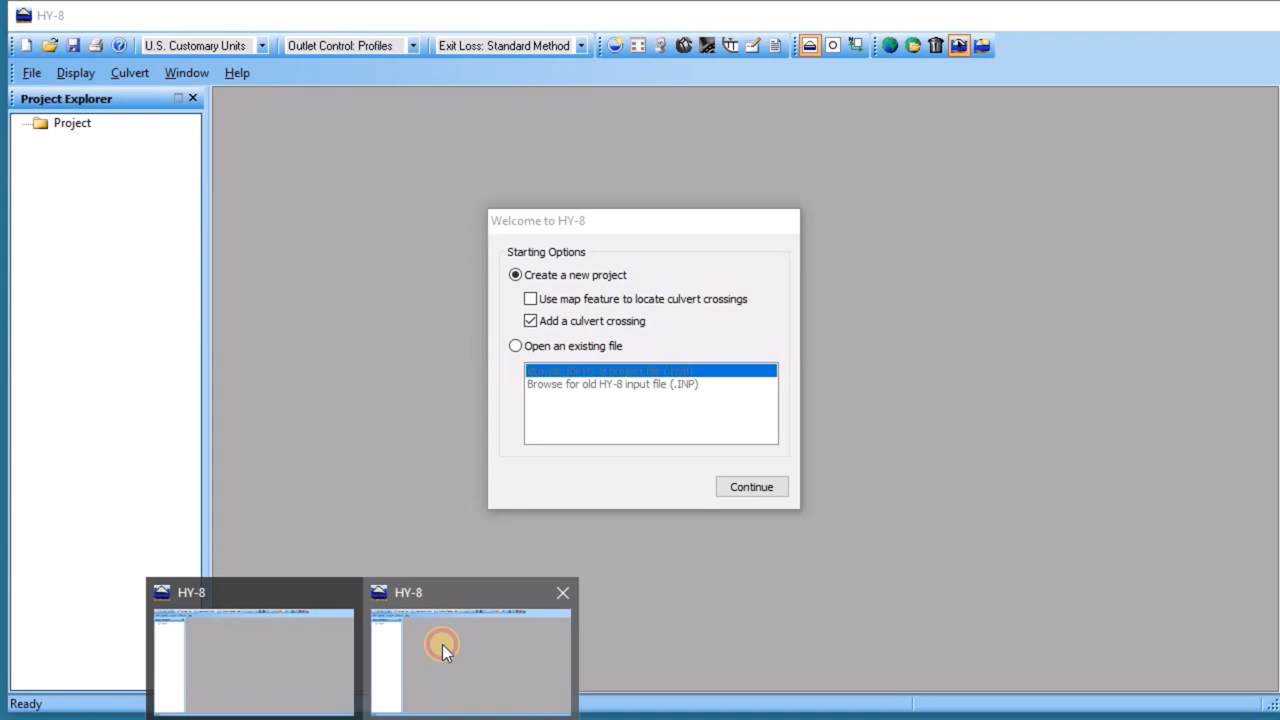 HY-8
U.S. Customary Units Outlet Control: Profiles Exit Loss: Standard Method
File Display Culvert Window Help
Project Explorer
Project
Welcome to HY-8
Starting Options
Create a new project
Use map feature to locate culvert crossings
Add a culvert crossing
Open an existing file
Browse for old HY-8 input file (.INP)
Continue
HY-8 HY-8
Ready